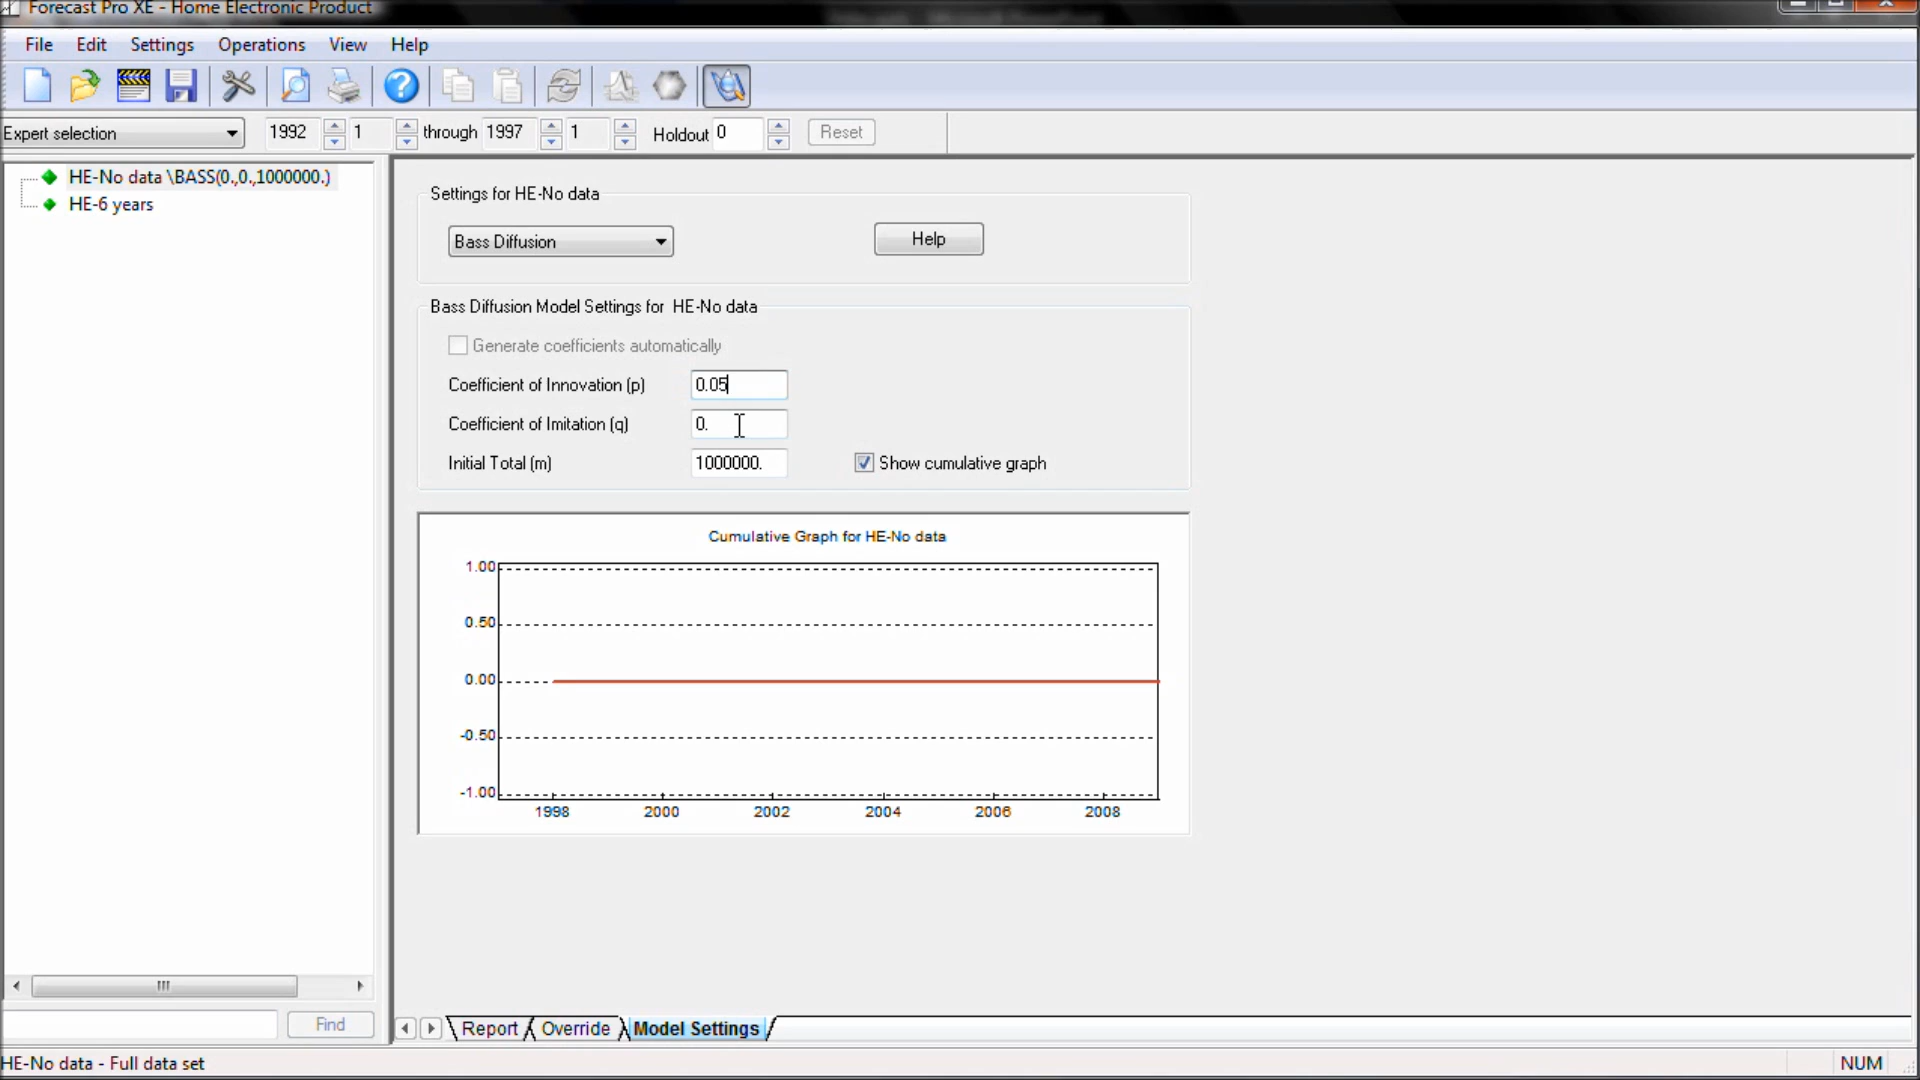 Forecast Pro XE - Home Electronic Product
File Edit Settings Operations View Help
Expert selection 1992 1 through 1997 1 Holdout 0 Reset
HE-No data \BASS(0.,0.,1000000.)
HE-6 years
Settings for HE-No data
Bass Diffusion Help
Bass Diffusion Model Settings for HE-No data
Generate coefficients automatically
Coefficient of Innovation (p) 0.05
Coefficient of Imitation (q) 0.
Initial Total (m) 1000000. Show cumulative graph
Cumulative Graph for HE-No data
1.00
0.50
0.00
-0.50
-1.00
1998 2000 2002 2004 2006 2008
Find
Report Override Model Settings
HE-No data - Full data set NUM